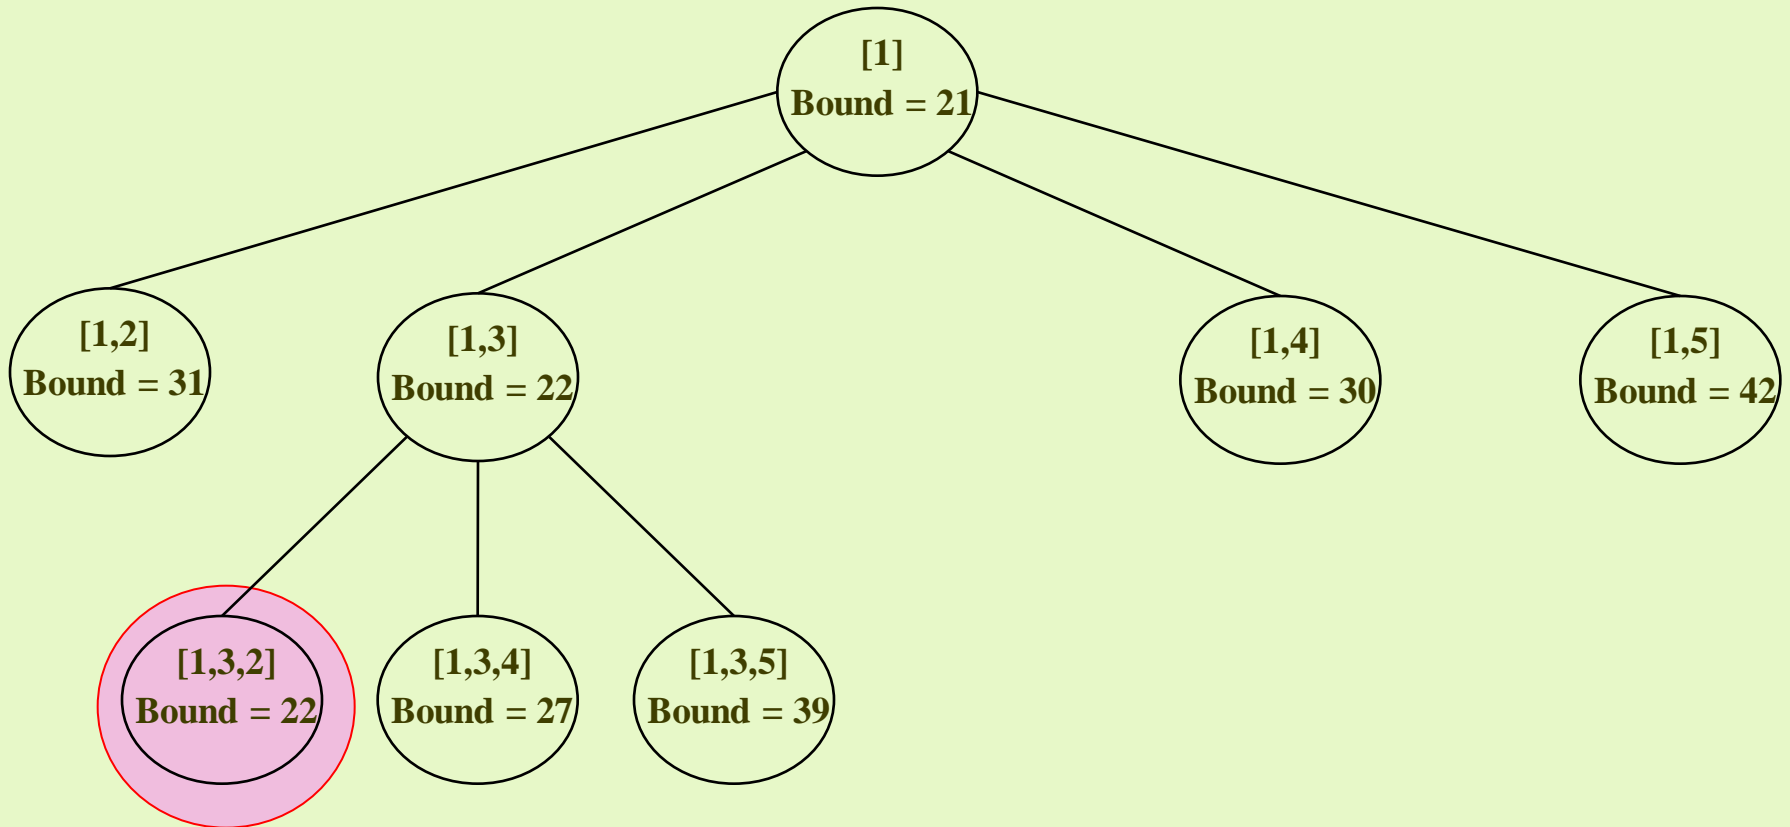 [1]
Bound = 21
[1,2]
Bound = 31
[1,3]
Bound = 22
[1,4]
Bound = 30
[1,5]
Bound = 42
[1,3,2]
Bound = 22
[1,3,4]
Bound = 27
[1,3,5]
Bound = 39